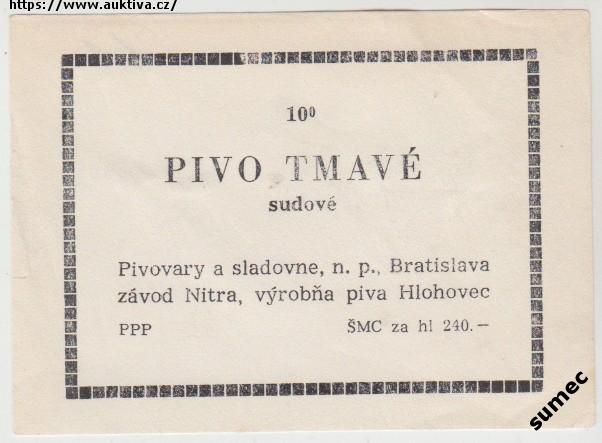 https://www.auktiva.cz/
10⁰
PIVO TMAVÉ
sudové
Pivovary a sladovne, n. p., Bratislava
závod Nitra, výrobňa piva Hlohovec
PPP ŠMC za hl 240.—
sumec